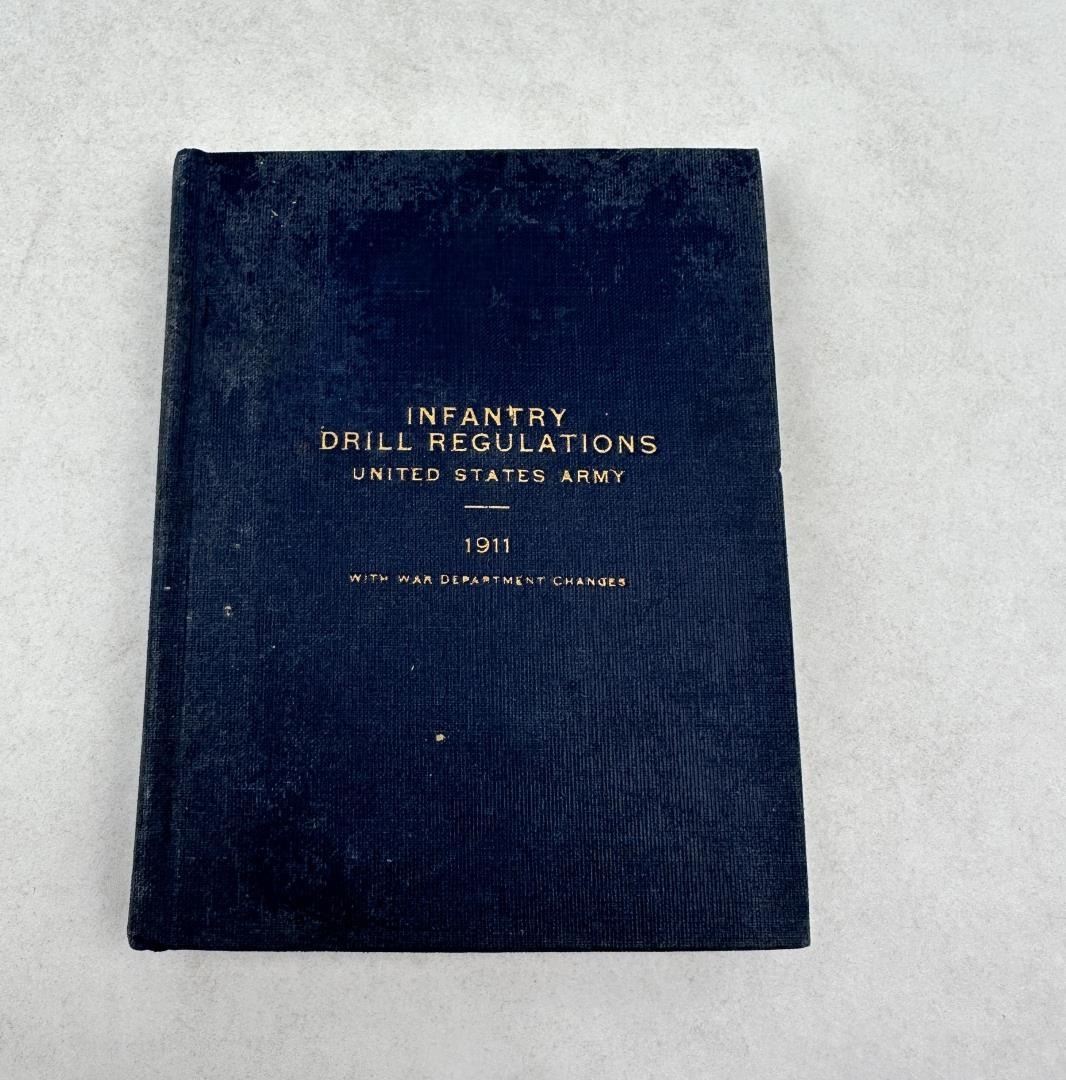 INFANTRY
DRILL REGULATIONS
UNITED STATES ARMY
1911
WITH WAR DEPARTMENT CHANGES